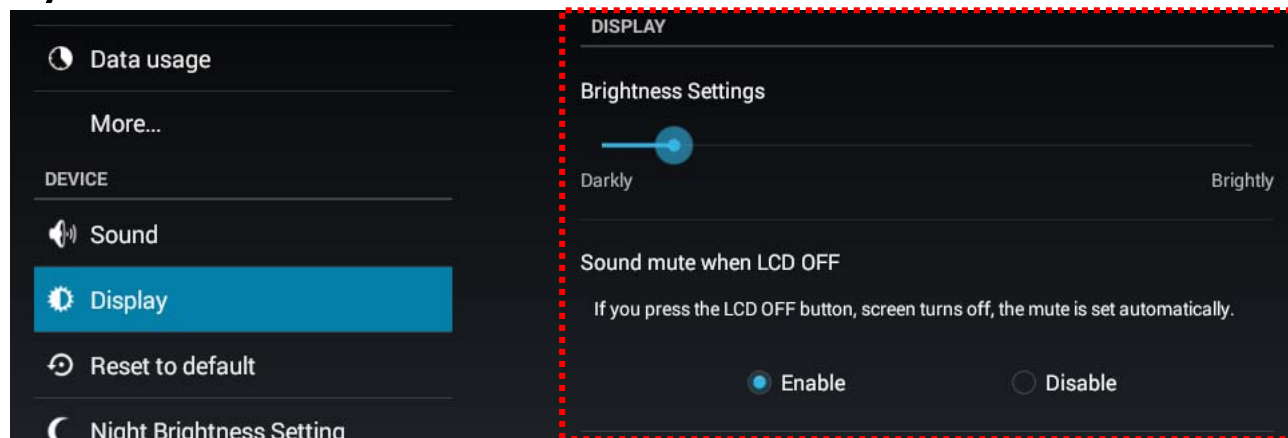 Data usage
More...
DEVICE
Sound
Display
Reset to default
Night Brightness Setting
DISPLAY
Brightness Settings
Darkly Brightly
Sound mute when LCD OFF
If you press the LCD OFF button, screen turns off, the mute is set automatically.
Enable Disable